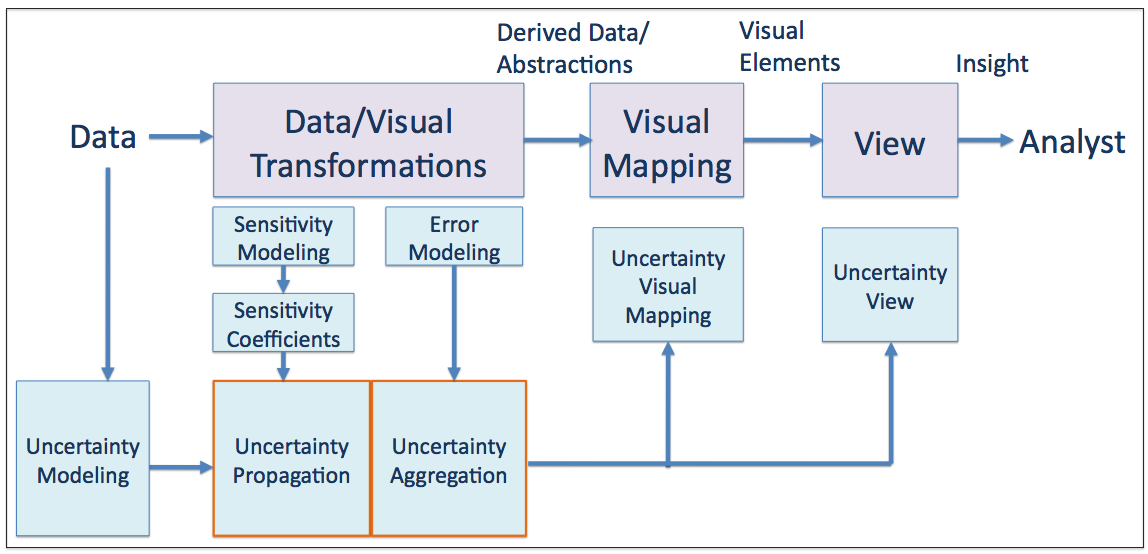 Derived Data/
Abstractions
Visual
Elements
Insight
Data
Data/Visual
Transformations
Visual
Mapping
View
Analyst
Sensitivity
Modeling
Error
Modeling
Uncertainty
Visual
Mapping
Uncertainty
View
Sensitivity
Coefficients
Uncertainty
Modeling
Uncertainty
Propagation
Uncertainty
Aggregation